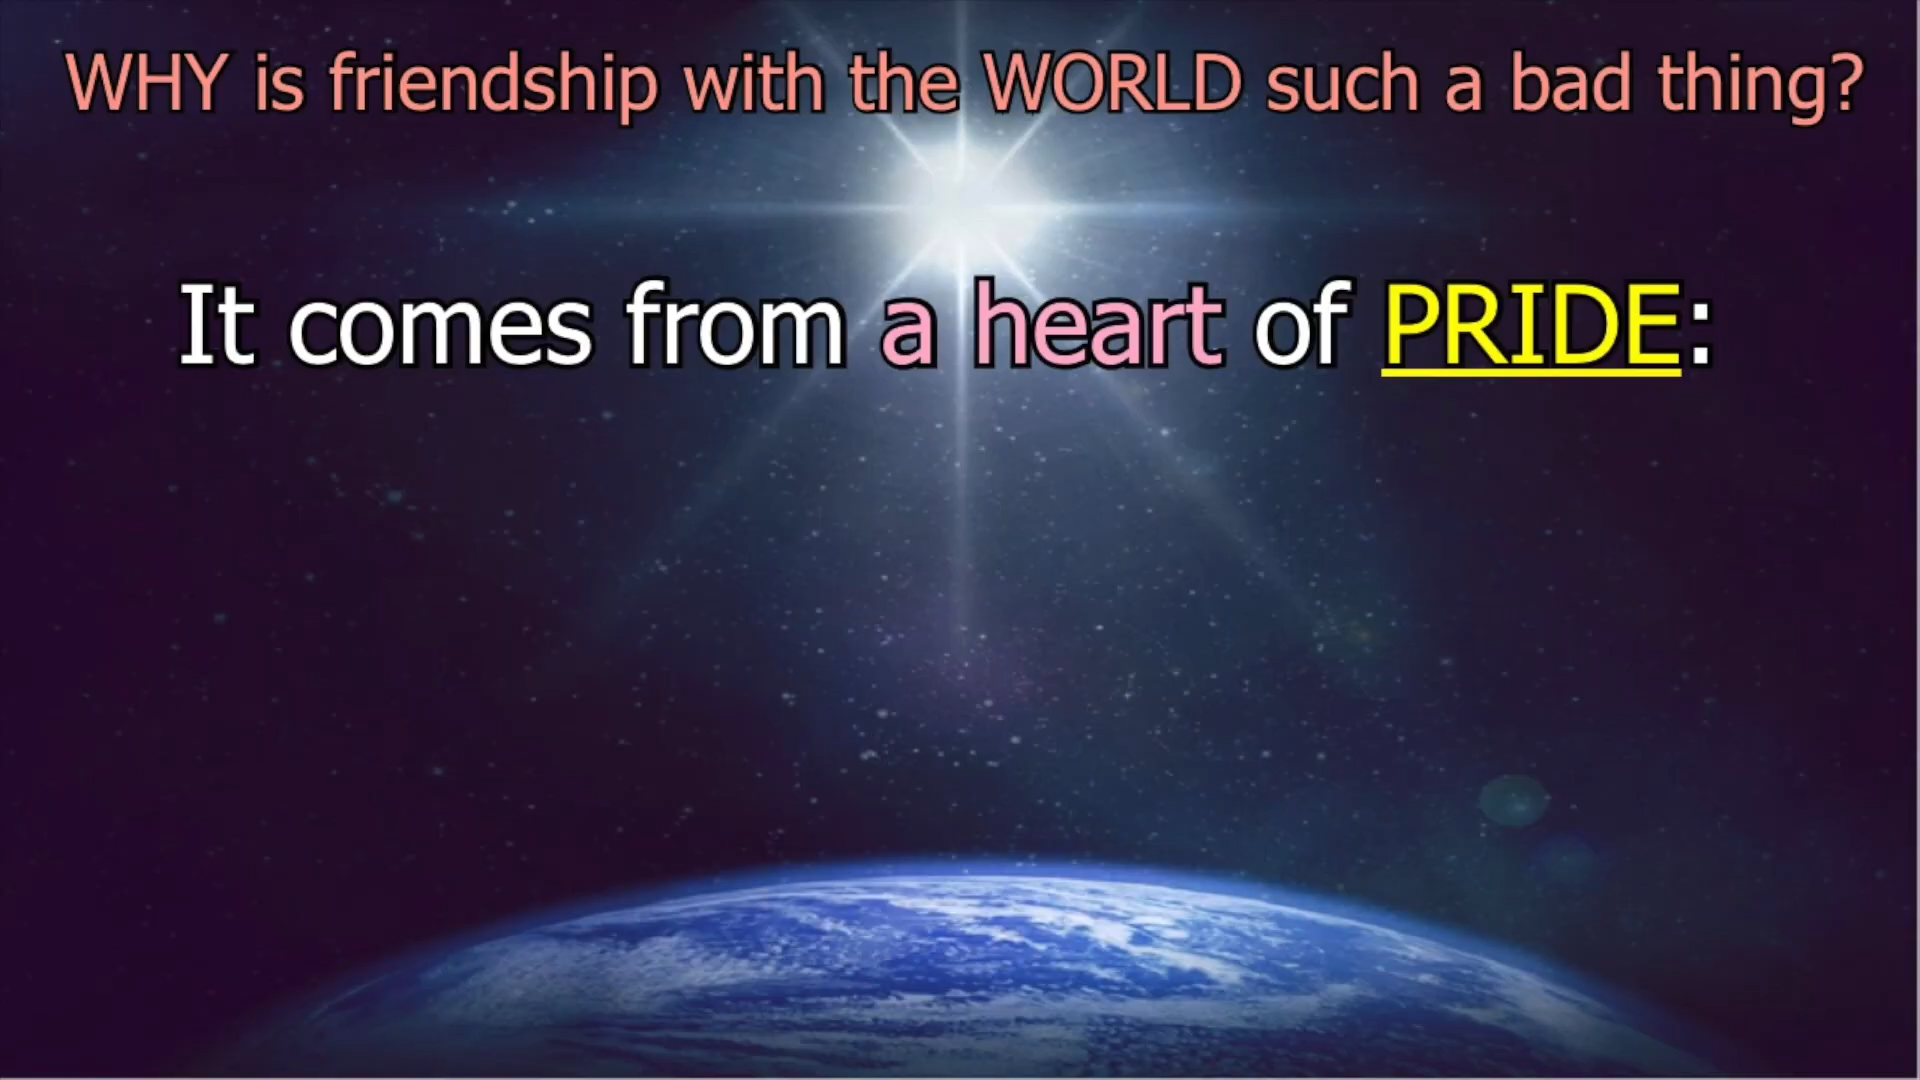 WHY is friendship with the WORLD such a bad thing?
It comes from a heart of PRIDE: